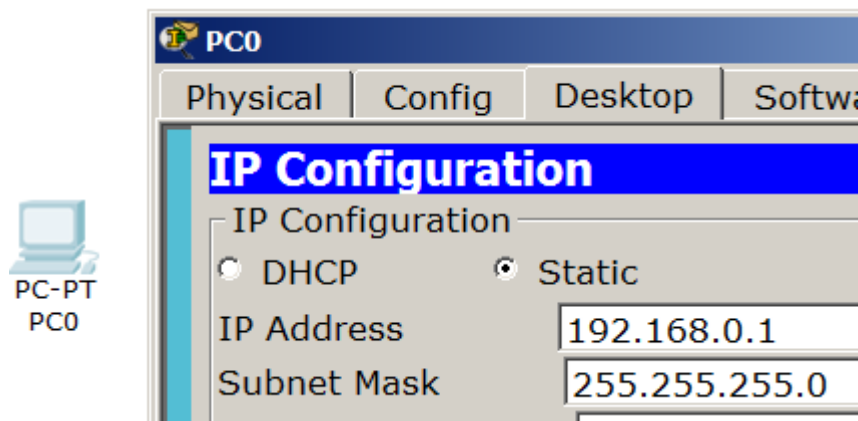 PC0
Physical Config Desktop
IP Configuration
IP Configuration
DHCP Static
PC-PT
PC0
IP Address 192.168.0.1
Subnet Mask 255.255.255.0